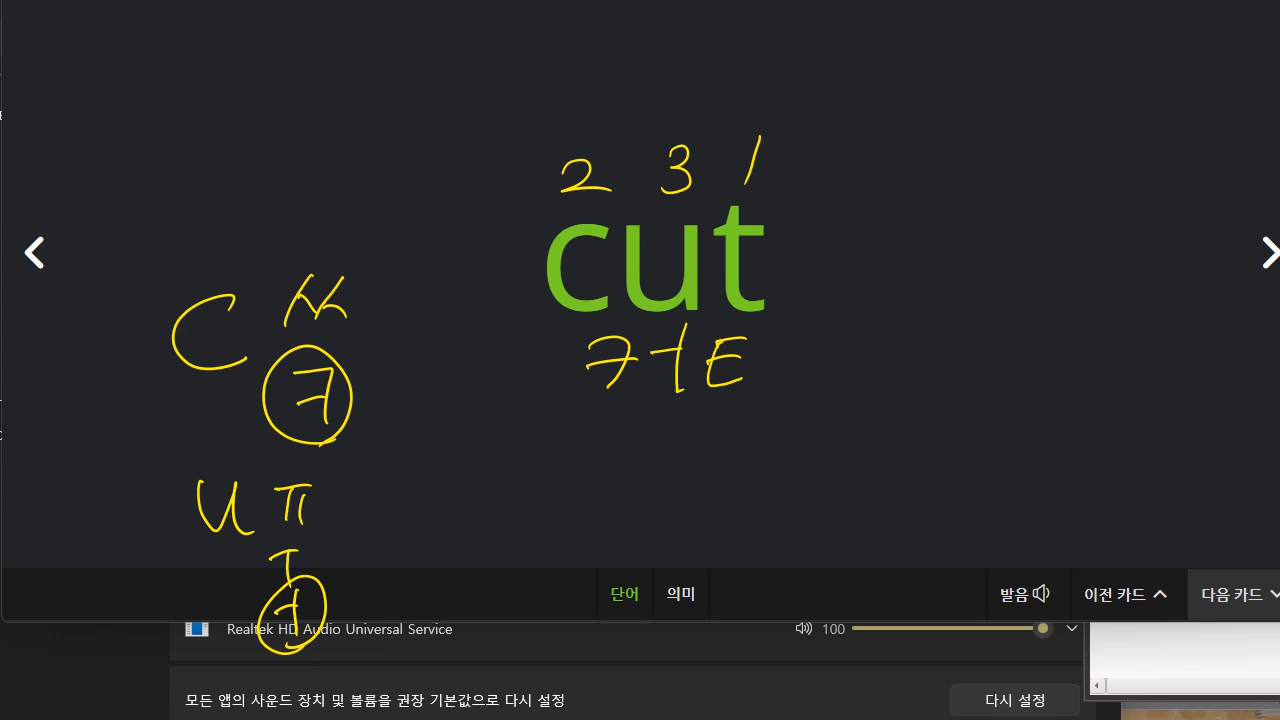 2 3 1
cut
ㅋㅓㅌ
C ㅆ
ㅋ
u ㅠ
ㅜ
ㅓ
단어 의미 발음 이전 카드 다음 카드
Realtek HD Audio Universal Service 100
모든 앱의 사운드 장치 및 볼륨을 권장 기본값으로 다시 설정 다시 설정